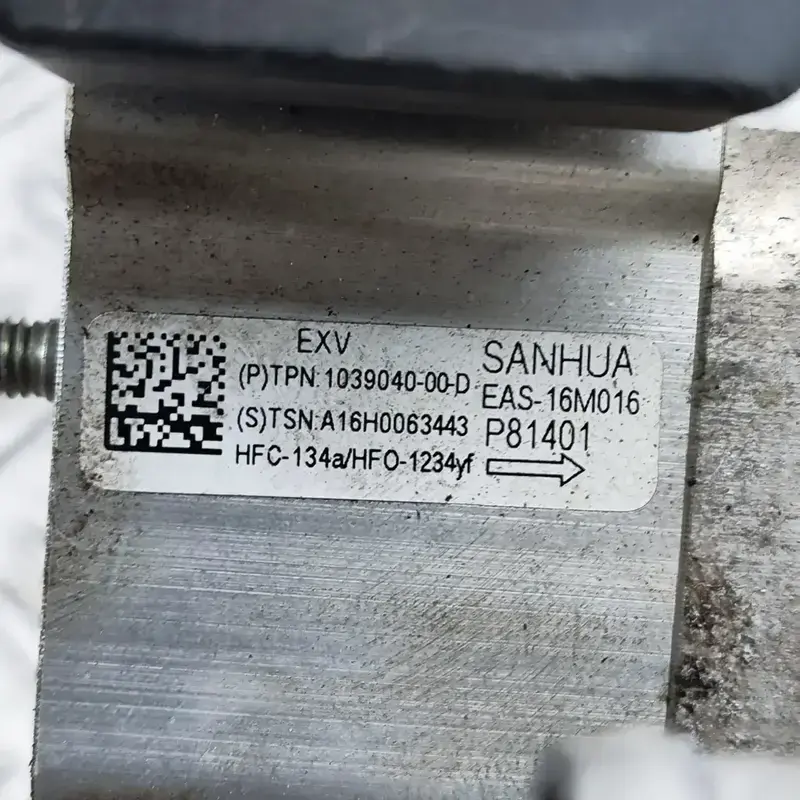 EXV
(P)TPN:1039040-00-D
(S)TSN:A16H0063443
HFC-134a/HFO-1234yf
SANHUA
EAS-16M016
P81401